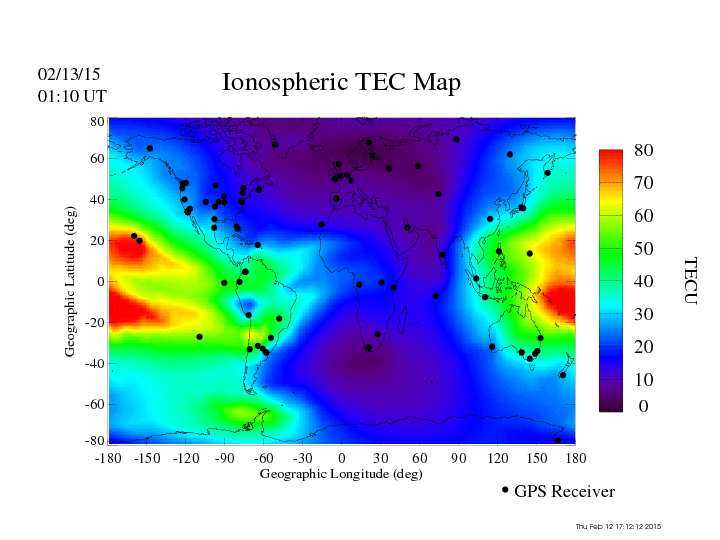 02/13/15
01:10 UT
Ionospheric TEC Map
80
60
40
20
0
-20
-40
-60
-80
Geographic Latitude (deg)
-180 -150 -120 -90 -60 -30 0 30 60 90 120 150 180
Geographic Longitude (deg)
80
70
60
50
40
30
20
10
0
TECU
GPS Receiver
Thu Feb 12 17:12:12 2015